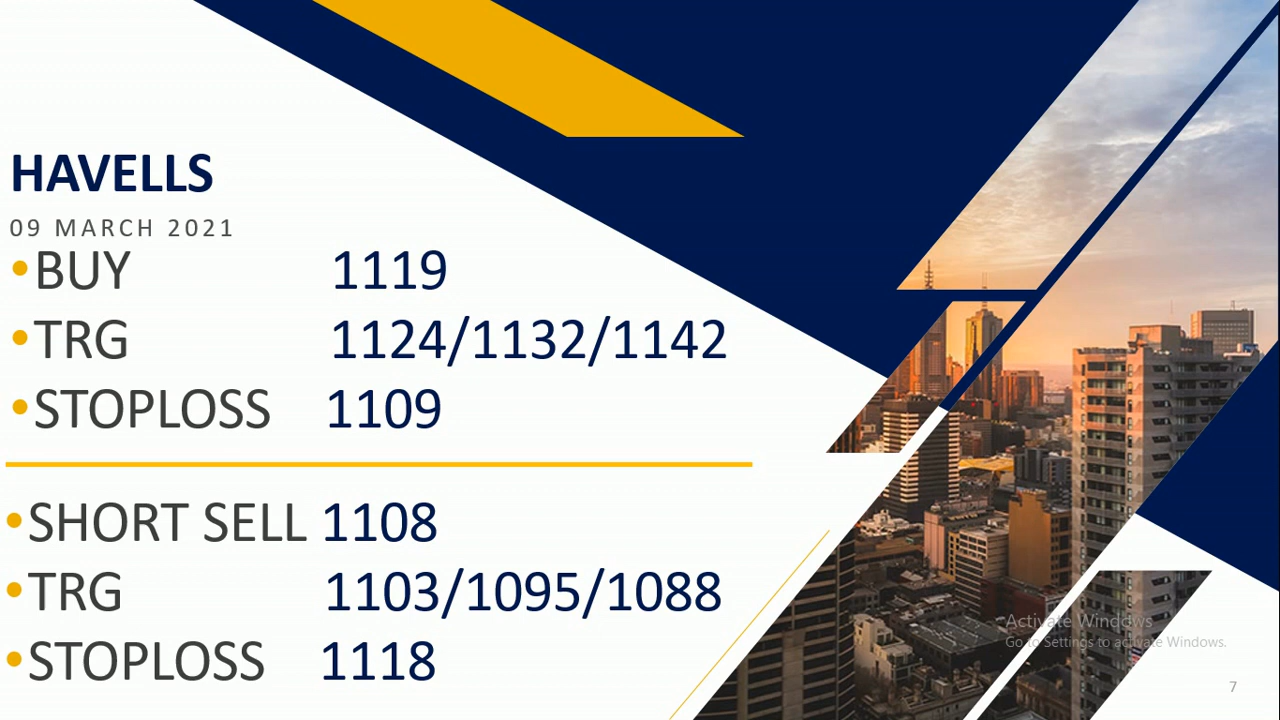 HAVELLS
09 MARCH 2021
•BUY 1119
•TRG 1124/1132/1142
•STOPLOSS 1109
•SHORT SELL 1108
•TRG 1103/1095/1088
•STOPLOSS 1118
Activate Windows
Go to Settings to activate Windows.
7